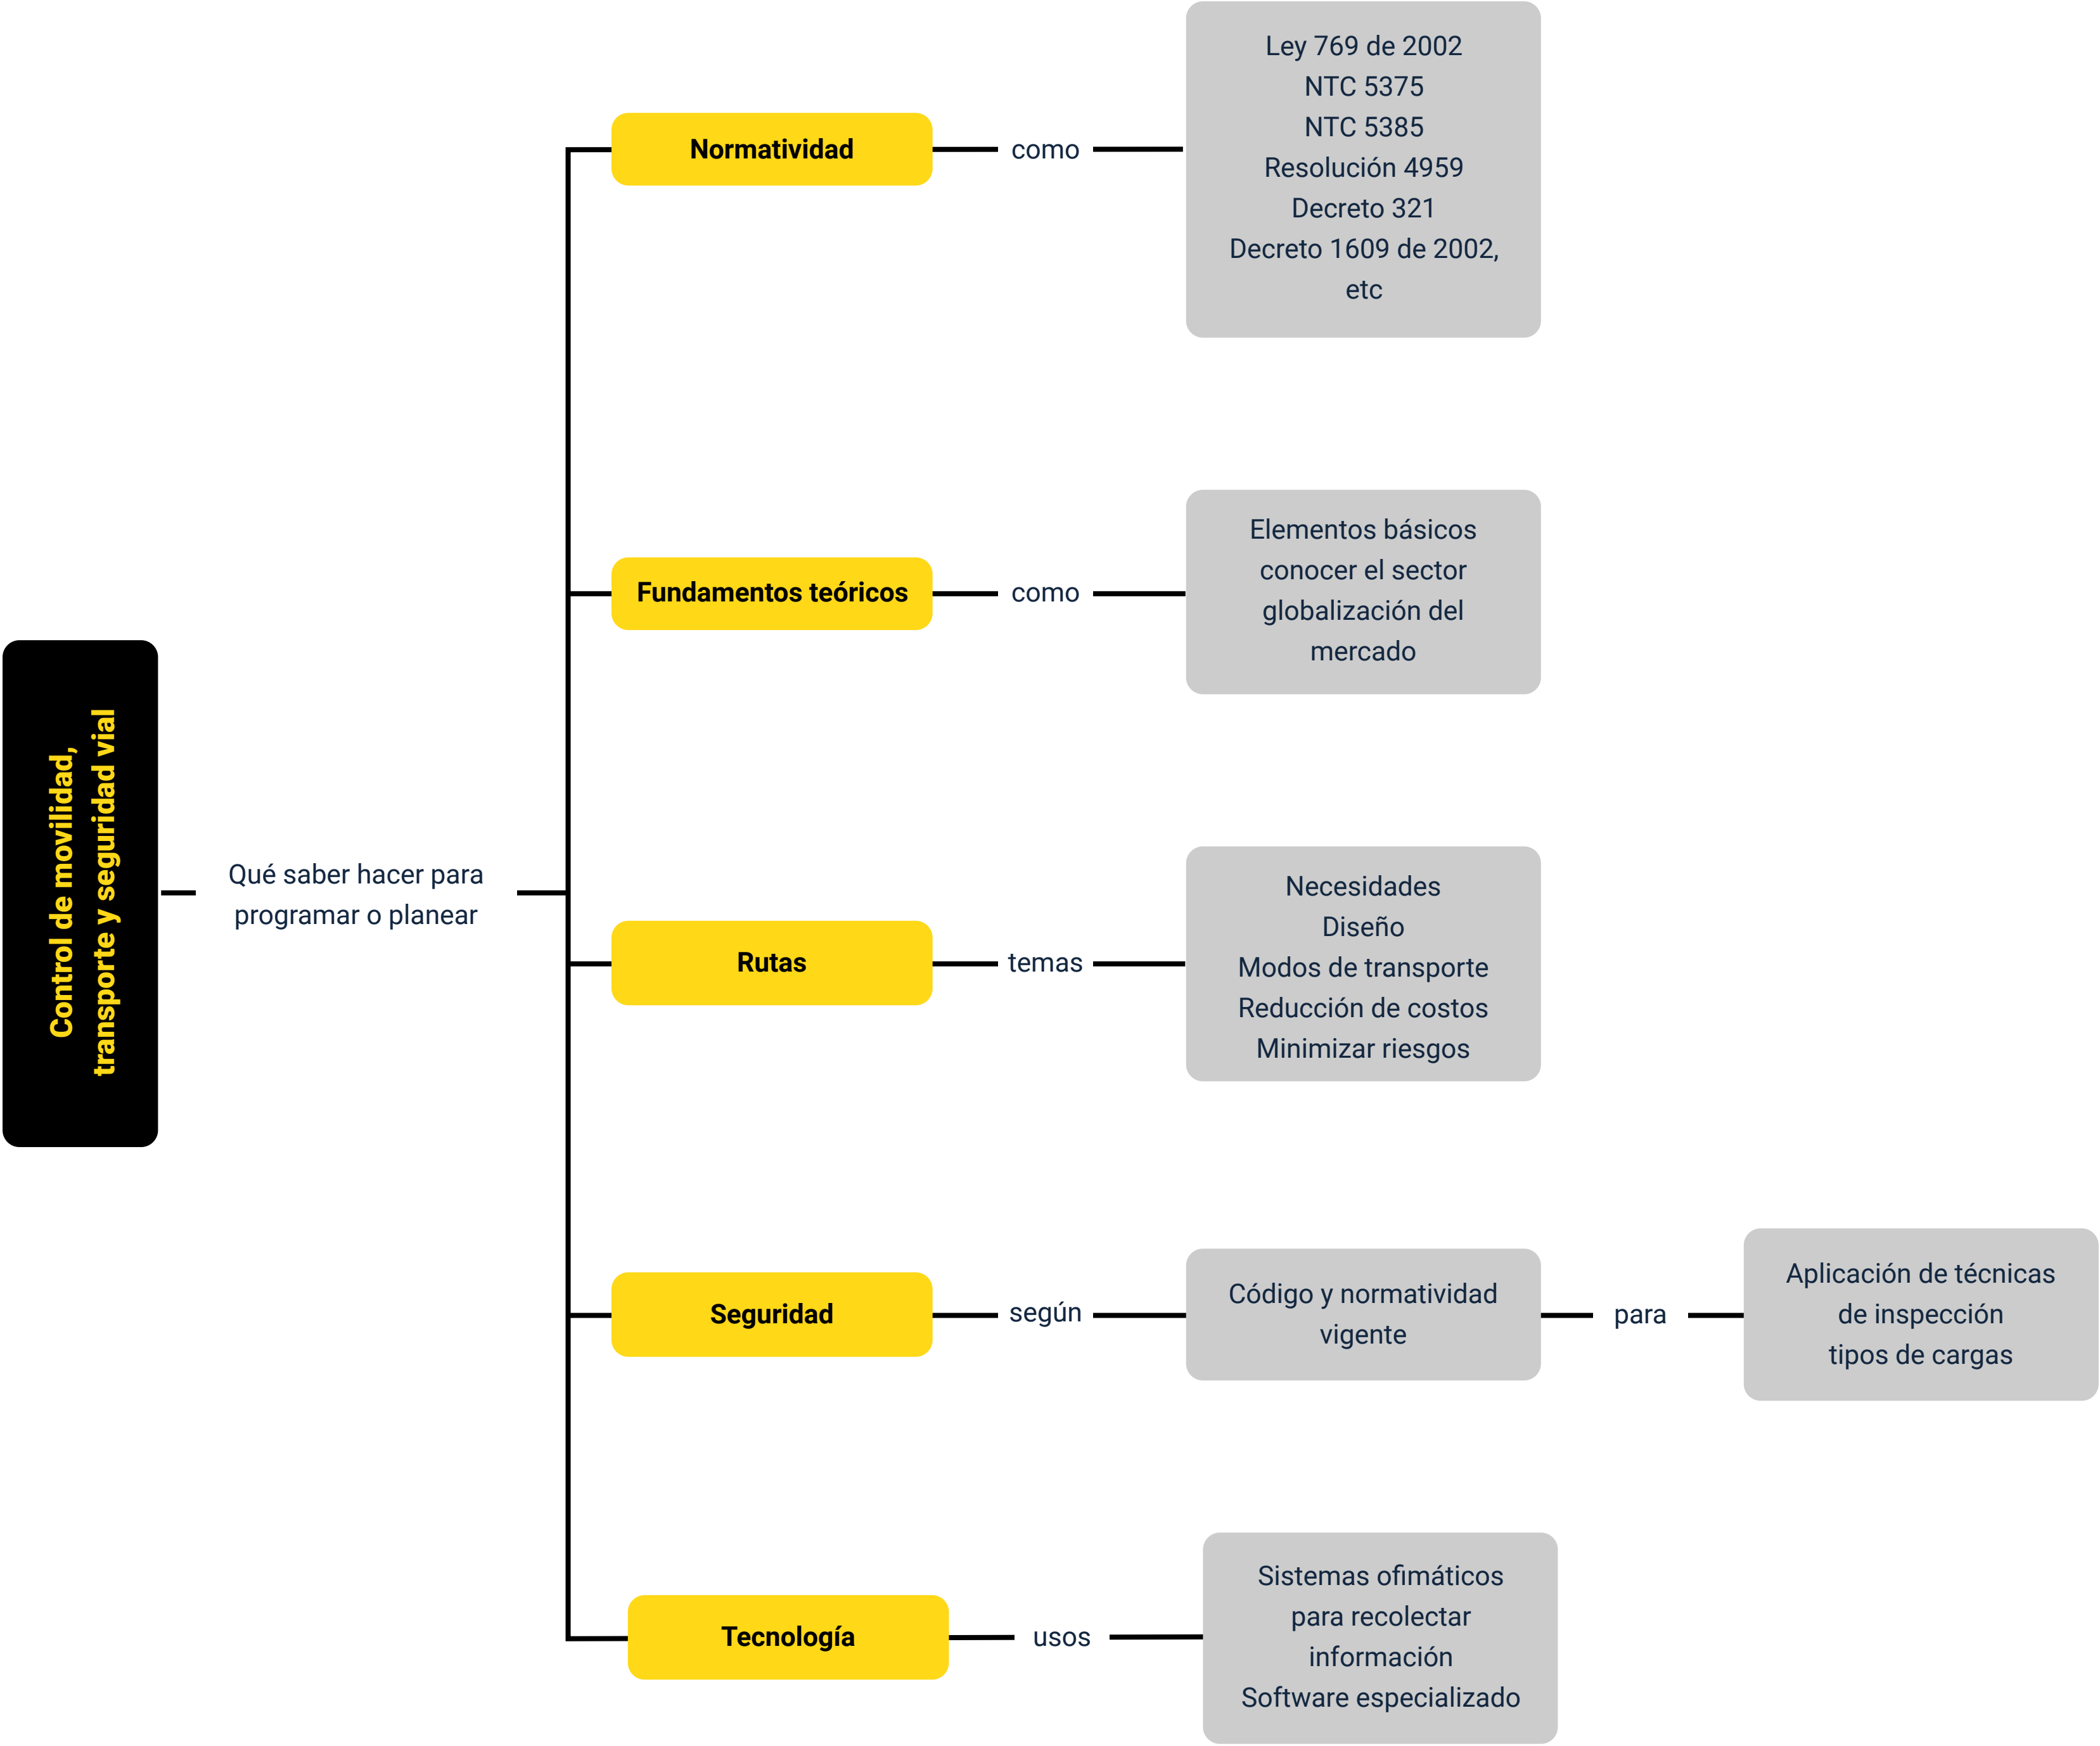 Control de movilidad,
transporte y seguridad vial
Qué saber hacer para
programar o planear
Normatividad
como
Ley 769 de 2002
NTC 5375
NTC 5385
Resolución 4959
Decreto 321
Decreto 1609 de 2002,
etc
Fundamentos teóricos
como
Elementos básicos
conocer el sector
globalización del
mercado
Rutas
temas
Necesidades
Diseño
Modos de transporte
Reducción de costos
Minimizar riesgos
Seguridad
según
Código y normatividad
vigente
para
Aplicación de técnicas
de inspección
tipos de cargas
Tecnología
usos
Sistemas ofimáticos
para recolectar
información
Software especializado